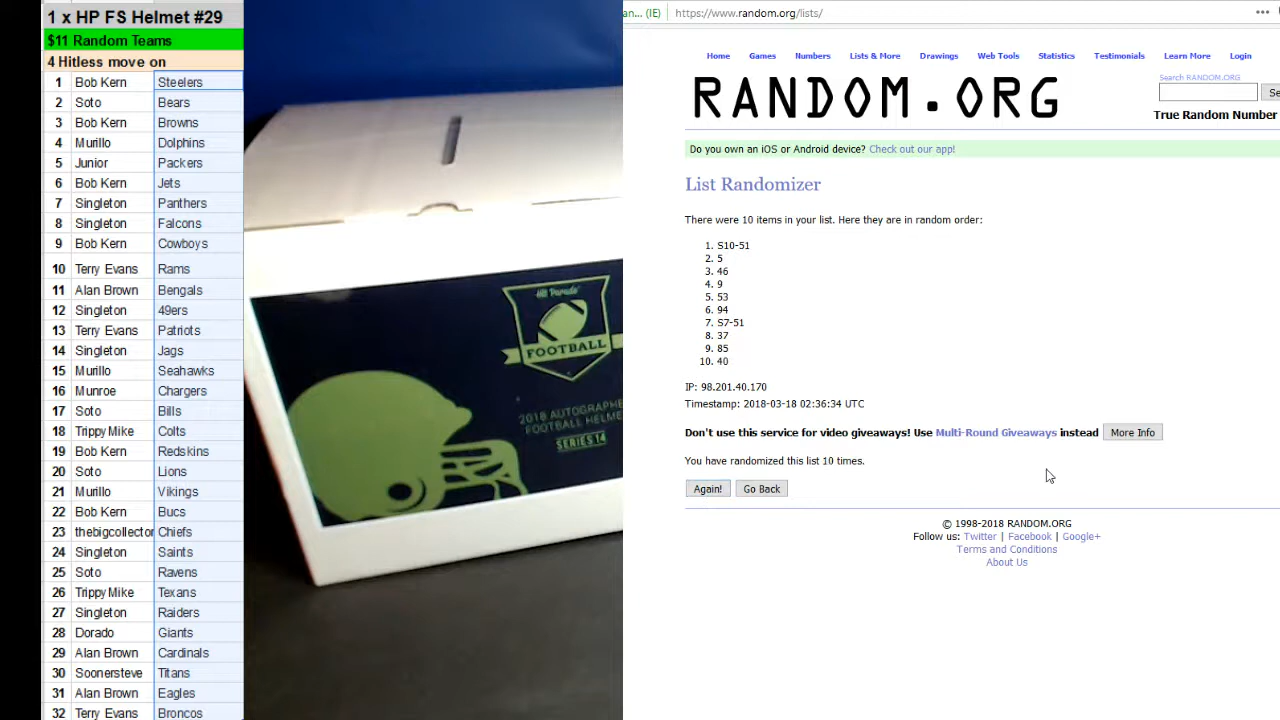 1 x HP FS Helmet #29
$11 Random Teams
4 Hitless move on
1 Bob Kern Steelers
2 Soto Bears
3 Bob Kern Browns
4 Murillo Dolphins
5 Junior Packers
6 Bob Kern Jets
7 Singleton Panthers
8 Singleton Falcons
9 Bob Kern Cowboys
10 Terry Evans Rams
11 Alan Brown Bengals
12 Singleton 49ers
13 Terry Evans Patriots
14 Singleton Jags
15 Murillo Seahawks
16 Munroe Chargers
17 Soto Bills
18 Trippy Mike Colts
19 Bob Kern Redskins
20 Soto Lions
21 Murillo Vikings
22 Bob Kern Bucs
23 thebigcollector Chiefs
24 Singleton Saints
25 Soto Ravens
26 Trippy Mike Texans
27 Singleton Raiders
28 Dorado Giants
29 Alan Brown Cardinals
30 Soonersteve Titans
31 Alan Brown Eagles
32 Terry Evans Broncos
Hit Parade
FOOTBALL
2018 AUTOGRAPHE
FOOTBALL HELME
SERIES 14
an... (IE) https://www.random.org/lists/
Home Games Numbers Lists & More Drawings Web Tools Statistics Testimonials Learn More Login
RANDOM.ORG
Search RANDOM.ORG
Se
True Random Number
Do you own an iOS or Android device? Check out our app!
List Randomizer
There were 10 items in your list. Here they are in random order:
1. S10-51
2. 5
3. 46
4. 9
5. 53
6. 94
7. S7-51
8. 37
9. 85
10. 40
IP: 98.201.40.170
Timestamp: 2018-03-18 02:36:34 UTC
Don't use this service for video giveaways! Use Multi-Round Giveaways instead More Info
You have randomized this list 10 times.
Again! Go Back
© 1998-2018 RANDOM.ORG
Follow us: Twitter | Facebook | Google+
Terms and Conditions
About Us